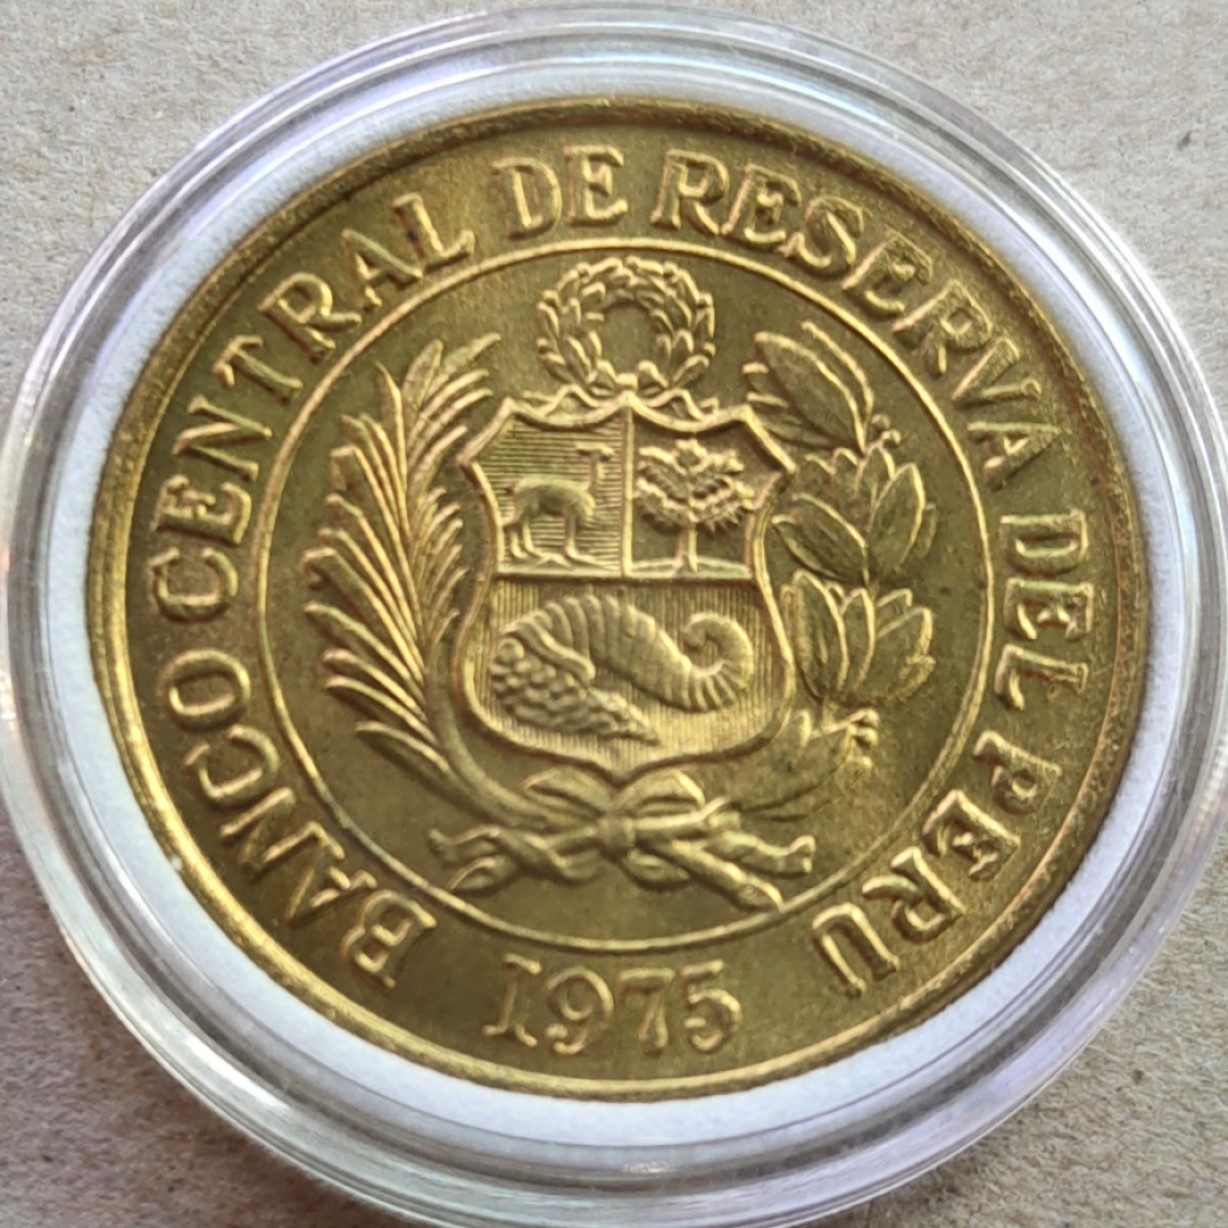 BANCO CENTRAL DE RESERVA DEL PERU
1975